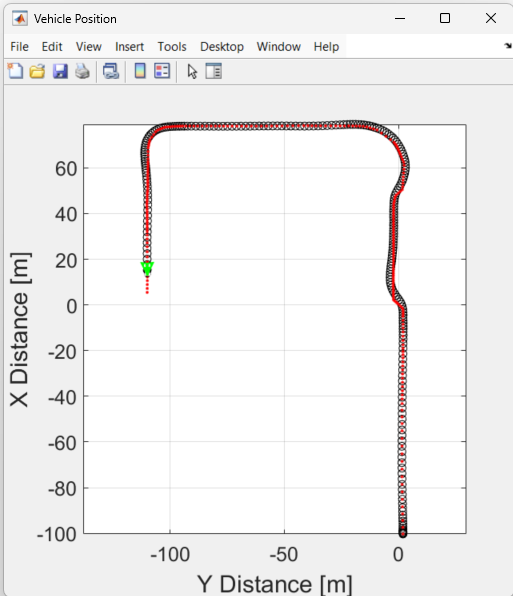 Vehicle Position
File Edit View Insert Tools Desktop Window Help
60
40
20
0
-20
-40
-60
-80
-100
X Distance [m]
-100 -50 0
Y Distance [m]